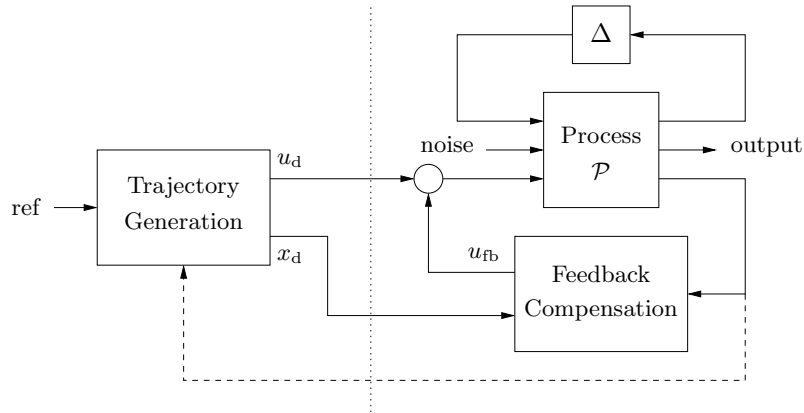 Δ
noise
Process
𝒫
output
u_d
Trajectory
Generation
ref
x_d
u_fb
Feedback
Compensation